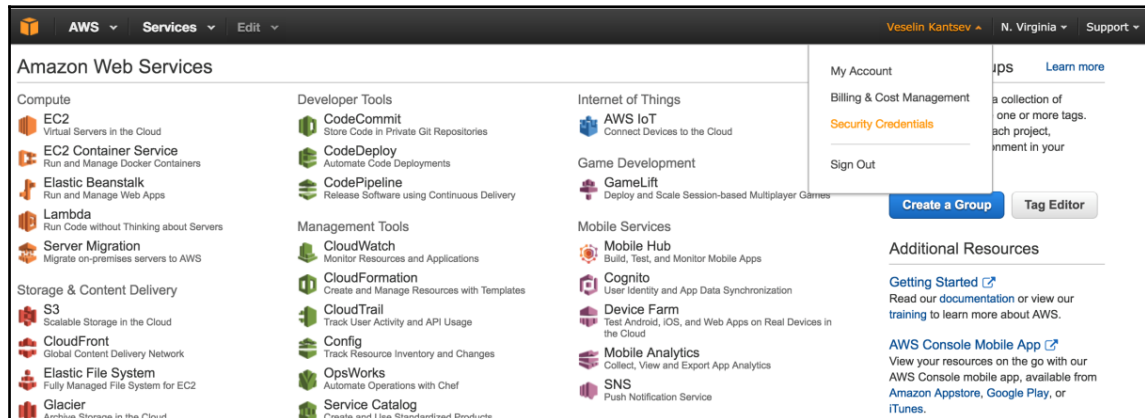 AWS Services Edit Veselin Kantsev N. Virginia Support
Amazon Web Services
Compute
EC2
Virtual Servers in the Cloud
EC2 Container Service
Run and Manage Docker Containers
Elastic Beanstalk
Run and Manage Web Apps
Lambda
Run Code without Thinking about Servers
Server Migration
Migrate on-premises servers to AWS
Storage & Content Delivery
S3
Scalable Storage in the Cloud
CloudFront
Global Content Delivery Network
Elastic File System
Fully Managed File System for EC2
Glacier
Archive Storage in the Cloud
Developer Tools
CodeCommit
Store Code in Private Git Repositories
CodeDeploy
Automate Code Deployments
CodePipeline
Release Software using Continuous Delivery
Management Tools
CloudWatch
Monitor Resources and Applications
CloudFormation
Create and Manage Resources with Templates
CloudTrail
Track User Activity and API Usage
Config
Track Resource Inventory and Changes
OpsWorks
Automate Operations with Chef
Service Catalog
Create and Use Standardized Products
Internet of Things
AWS IoT
Connect Devices to the Cloud
Game Development
GameLift
Deploy and Scale Session-based Multiplayer Games
Mobile Services
Mobile Hub
Build, Test, and Monitor Mobile Apps
Cognito
User Identity and App Data Synchronization
Device Farm
Test Android, iOS, and Web Apps on Real Devices in
the Cloud
Mobile Analytics
Collect, View and Export App Analytics
SNS
Push Notification Service
My Account
Billing & Cost Management
Security Credentials
Sign Out
ups Learn more
a collection of
one or more tags.
ach project,
onment in your
Create a Group Tag Editor
Additional Resources
Getting Started
Read our documentation or view our
training to learn more about AWS.
AWS Console Mobile App
View your resources on the go with our
AWS Console mobile app, available from
Amazon Appstore, Google Play, or
iTunes.